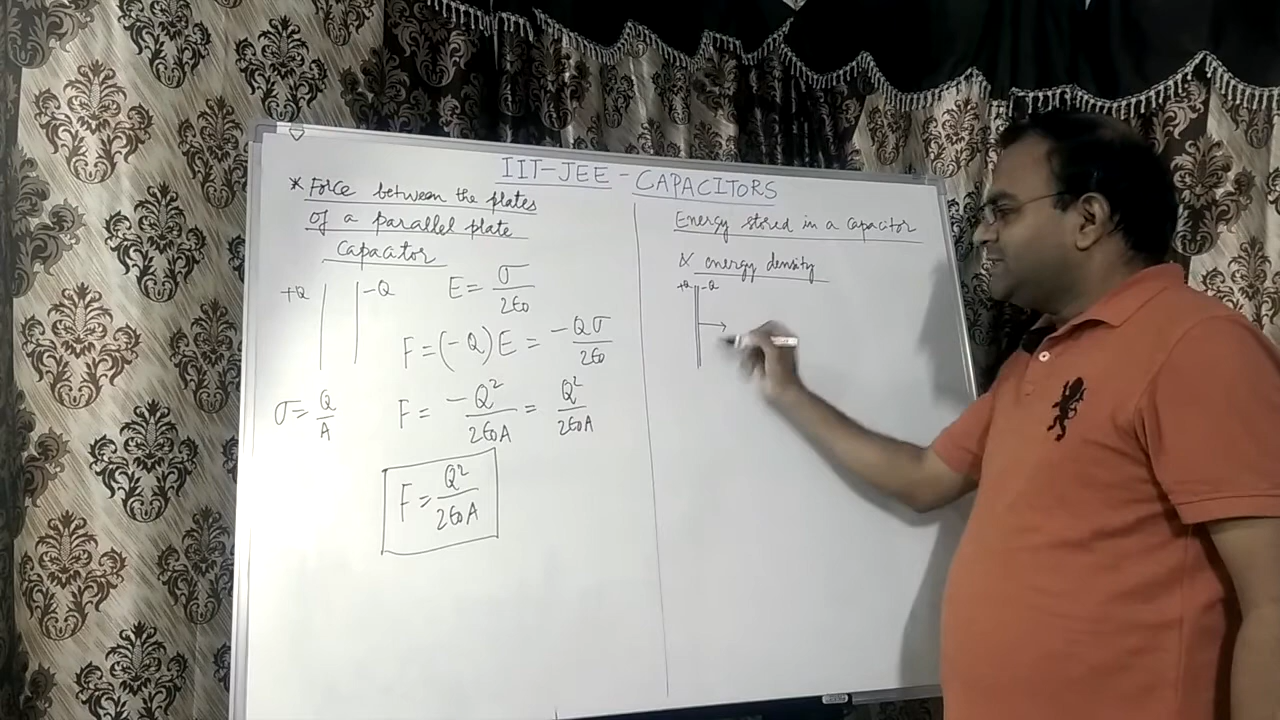 IIT-JEE - CAPACITORS
* Force between the plates
of a parallel plate
Capacitor
+Q -Q
E = σ/2ε₀
F = (-Q) E = -Qσ/2ε₀
σ = Q/A
F = -Q²/2ε₀A = Q²/2ε₀A
F = Q²/2ε₀A
Energy stored in a capacitor
& energy density
+Q -Q